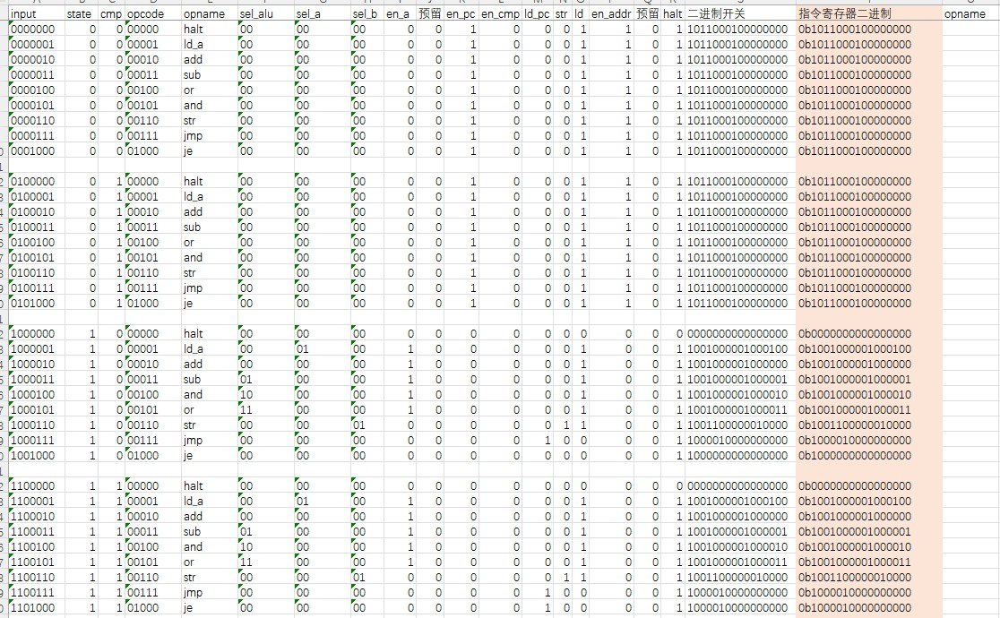 input state cmp opcode opname sel_alu sel_a sel_b en_a 预留 en_pc en_cmp ld_pc str ld en_addr 预留 halt 二进制开关 指令寄存器二进制 opname
0000000 0 0 00000 halt 00 00 00 0 0 1 0 0 0 1 1 0 1 1011000100000000 0b1011000100000000
0000001 0 0 00001 ld_a 00 00 00 0 0 1 0 0 0 1 1 0 1 1011000100000000 0b1011000100000000
0000010 0 0 00010 add 00 00 00 0 0 1 0 0 0 1 1 0 1 1011000100000000 0b1011000100000000
0000011 0 0 00011 sub 00 00 00 0 0 1 0 0 0 1 1 0 1 1011000100000000 0b1011000100000000
0000100 0 0 00100 or 00 00 00 0 0 1 0 0 0 1 1 0 1 1011000100000000 0b1011000100000000
0000101 0 0 00101 and 00 00 00 0 0 1 0 0 0 1 1 0 1 1011000100000000 0b1011000100000000
0000110 0 0 00110 str 00 00 00 0 0 1 0 0 0 1 1 0 1 1011000100000000 0b1011000100000000
0000111 0 0 00111 jmp 00 00 00 0 0 1 0 0 0 1 1 0 1 1011000100000000 0b1011000100000000
0001000 0 0 01000 je 00 00 00 0 0 1 0 0 0 1 1 0 1 1011000100000000 0b1011000100000000
0100000 0 1 00000 halt 00 00 00 0 0 1 0 0 0 1 1 0 1 1011000100000000 0b1011000100000000
0100001 0 1 00001 ld_a 00 00 00 0 0 1 0 0 0 1 1 0 1 1011000100000000 0b1011000100000000
0100010 0 1 00010 add 00 00 00 0 0 1 0 0 0 1 1 0 1 1011000100000000 0b1011000100000000
0100011 0 1 00011 sub 00 00 00 0 0 1 0 0 0 1 1 0 1 1011000100000000 0b1011000100000000
0100100 0 1 00100 or 00 00 00 0 0 1 0 0 0 1 1 0 1 1011000100000000 0b1011000100000000
0100101 0 1 00101 and 00 00 00 0 0 1 0 0 0 1 1 0 1 1011000100000000 0b1011000100000000
0100110 0 1 00110 str 00 00 00 0 0 1 0 0 0 1 1 0 1 1011000100000000 0b1011000100000000
0100111 0 1 00111 jmp 00 00 00 0 0 1 0 0 0 1 1 0 1 1011000100000000 0b1011000100000000
0101000 0 1 01000 je 00 00 00 0 0 1 0 0 0 1 1 0 1 1011000100000000 0b1011000100000000
1000000 1 0 00000 halt 00 00 00 0 0 0 0 0 0 0 0 0 0 0000000000000000 0b0000000000000000
1000001 1 0 00001 ld_a 00 01 00 1 0 0 0 0 0 1 0 0 1 1001000001000100 0b1001000001000100
1000010 1 0 00010 add 00 00 00 1 0 0 0 0 0 1 0 0 1 1001000001000000 0b1001000001000000
1000011 1 0 00011 sub 01 00 00 1 0 0 0 0 0 1 0 0 1 1001000001000001 0b1001000001000001
1000100 1 0 00100 and 10 00 00 1 0 0 0 0 0 1 0 0 1 1001000001000010 0b1001000001000010
1000101 1 0 00101 or 11 00 00 1 0 0 0 0 0 1 0 0 1 1001000001000011 0b1001000001000011
1000110 1 0 00110 str 00 00 01 0 0 0 0 0 1 1 0 0 1 1001100000010000 0b1001100000010000
1000111 1 0 00111 jmp 00 00 00 0 0 0 0 1 0 0 0 0 1 1000010000000000 0b1000010000000000
1001000 1 0 01000 je 00 00 00 0 0 0 0 0 0 0 0 0 1 1000000000000000 0b1000000000000000
1100000 1 1 00000 halt 00 00 00 0 0 0 0 0 0 0 0 0 0 0000000000000000 0b0000000000000000
1100001 1 1 00001 ld_a 00 01 00 1 0 0 0 0 0 1 0 0 1 1001000001000100 0b1001000001000100
1100010 1 1 00010 add 00 00 00 1 0 0 0 0 0 1 0 0 1 1001000001000000 0b1001000001000000
1100011 1 1 00011 sub 01 00 00 1 0 0 0 0 0 1 0 0 1 1001000001000001 0b1001000001000001
1100100 1 1 00100 and 10 00 00 1 0 0 0 0 0 1 0 0 1 1001000001000010 0b1001000001000010
1100101 1 1 00101 or 11 00 00 1 0 0 0 0 0 1 0 0 1 1001000001000011 0b1001000001000011
1100110 1 1 00110 str 00 00 01 0 0 0 0 0 1 1 0 0 1 1001100000010000 0b1001100000010000
1100111 1 1 00111 jmp 00 00 00 0 0 0 0 1 0 0 0 0 1 1000010000000000 0b1000010000000000
1101000 1 1 01000 je 00 00 00 0 0 0 0 1 0 0 0 0 1 1000010000000000 0b1000010000000000